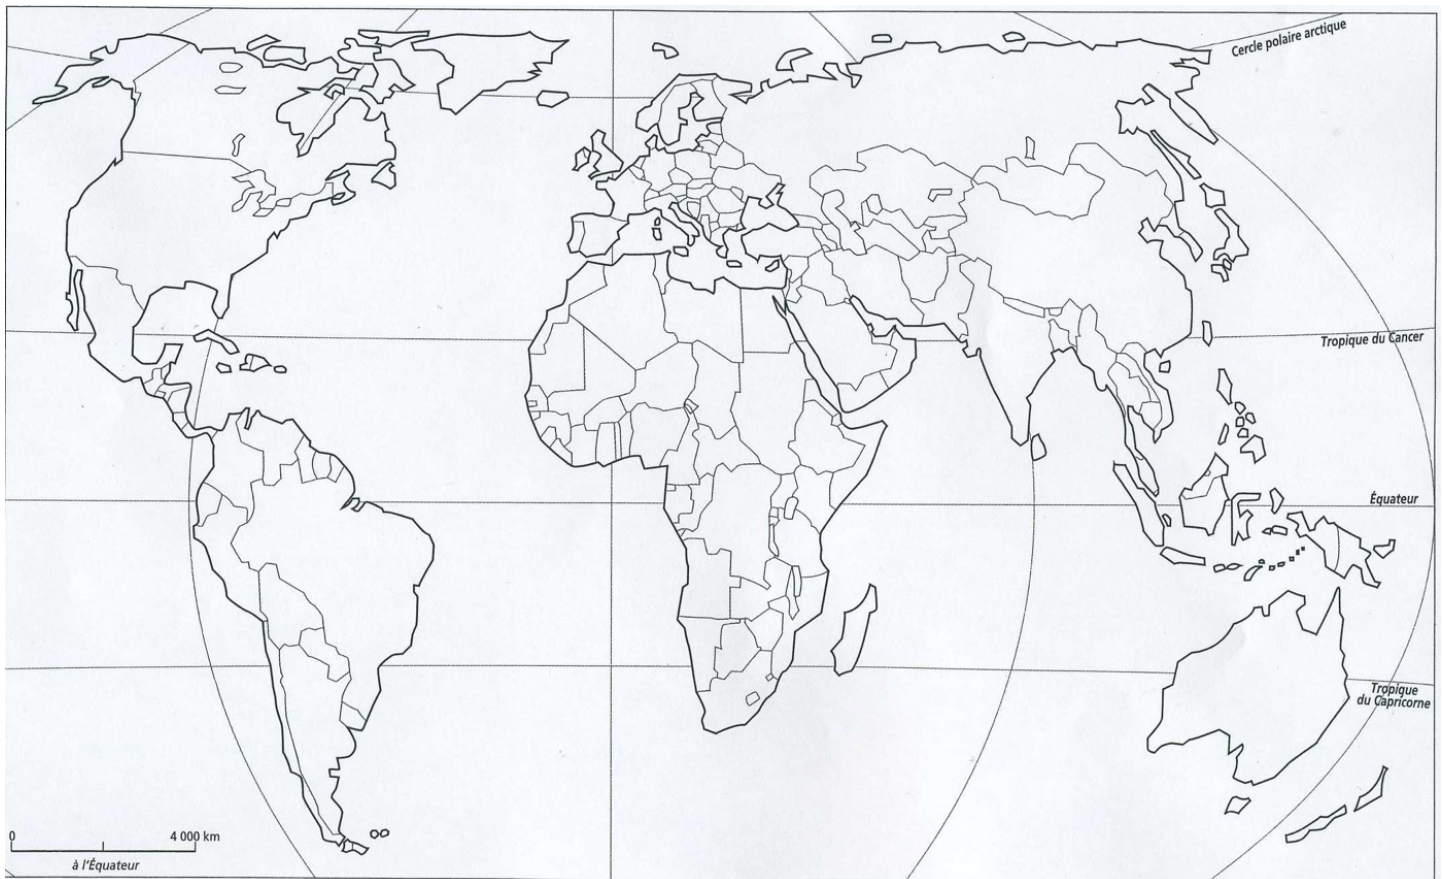 Cercle polaire arctique
Tropique du Cancer
Équateur
Tropique
du Capricorne
0 4 000 km
à l'Équateur